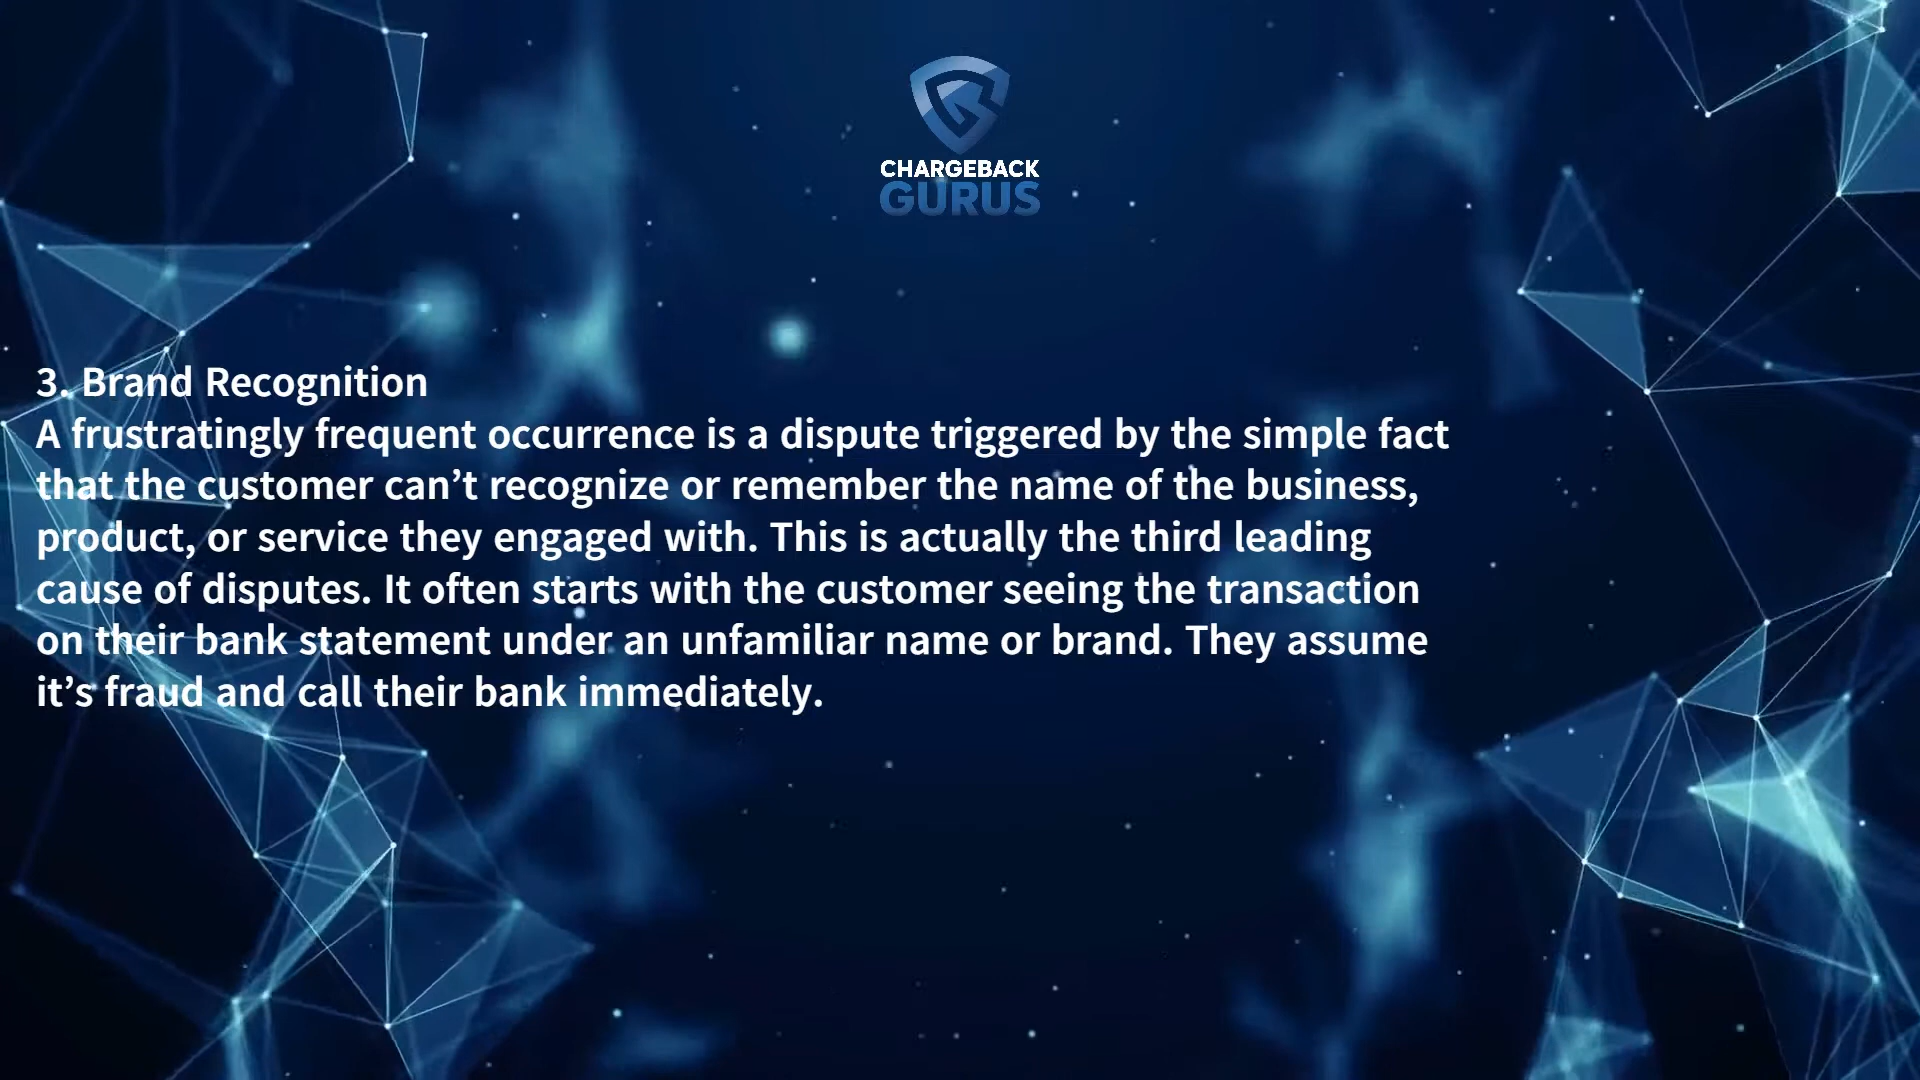 CHARGEBACK
GURUS
3. Brand Recognition
A frustratingly frequent occurrence is a dispute triggered by the simple fact
that the customer can’t recognize or remember the name of the business,
product, or service they engaged with. This is actually the third leading
cause of disputes. It often starts with the customer seeing the transaction
on their bank statement under an unfamiliar name or brand. They assume
it’s fraud and call their bank immediately.